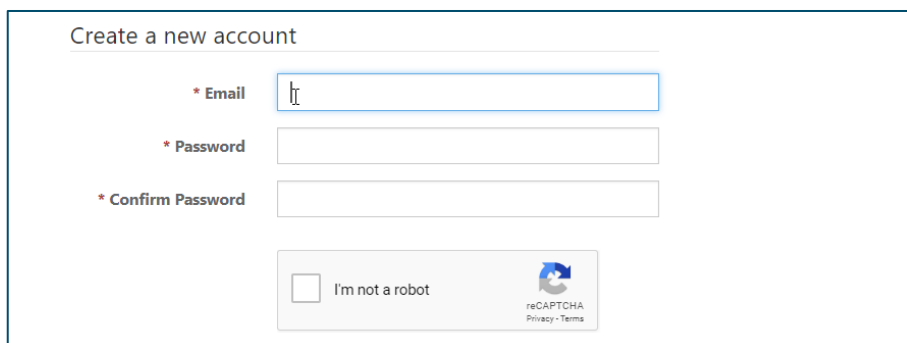 Create a new account
* Email
* Password
* Confirm Password
I'm not a robot
reCAPTCHA
Privacy - Terms